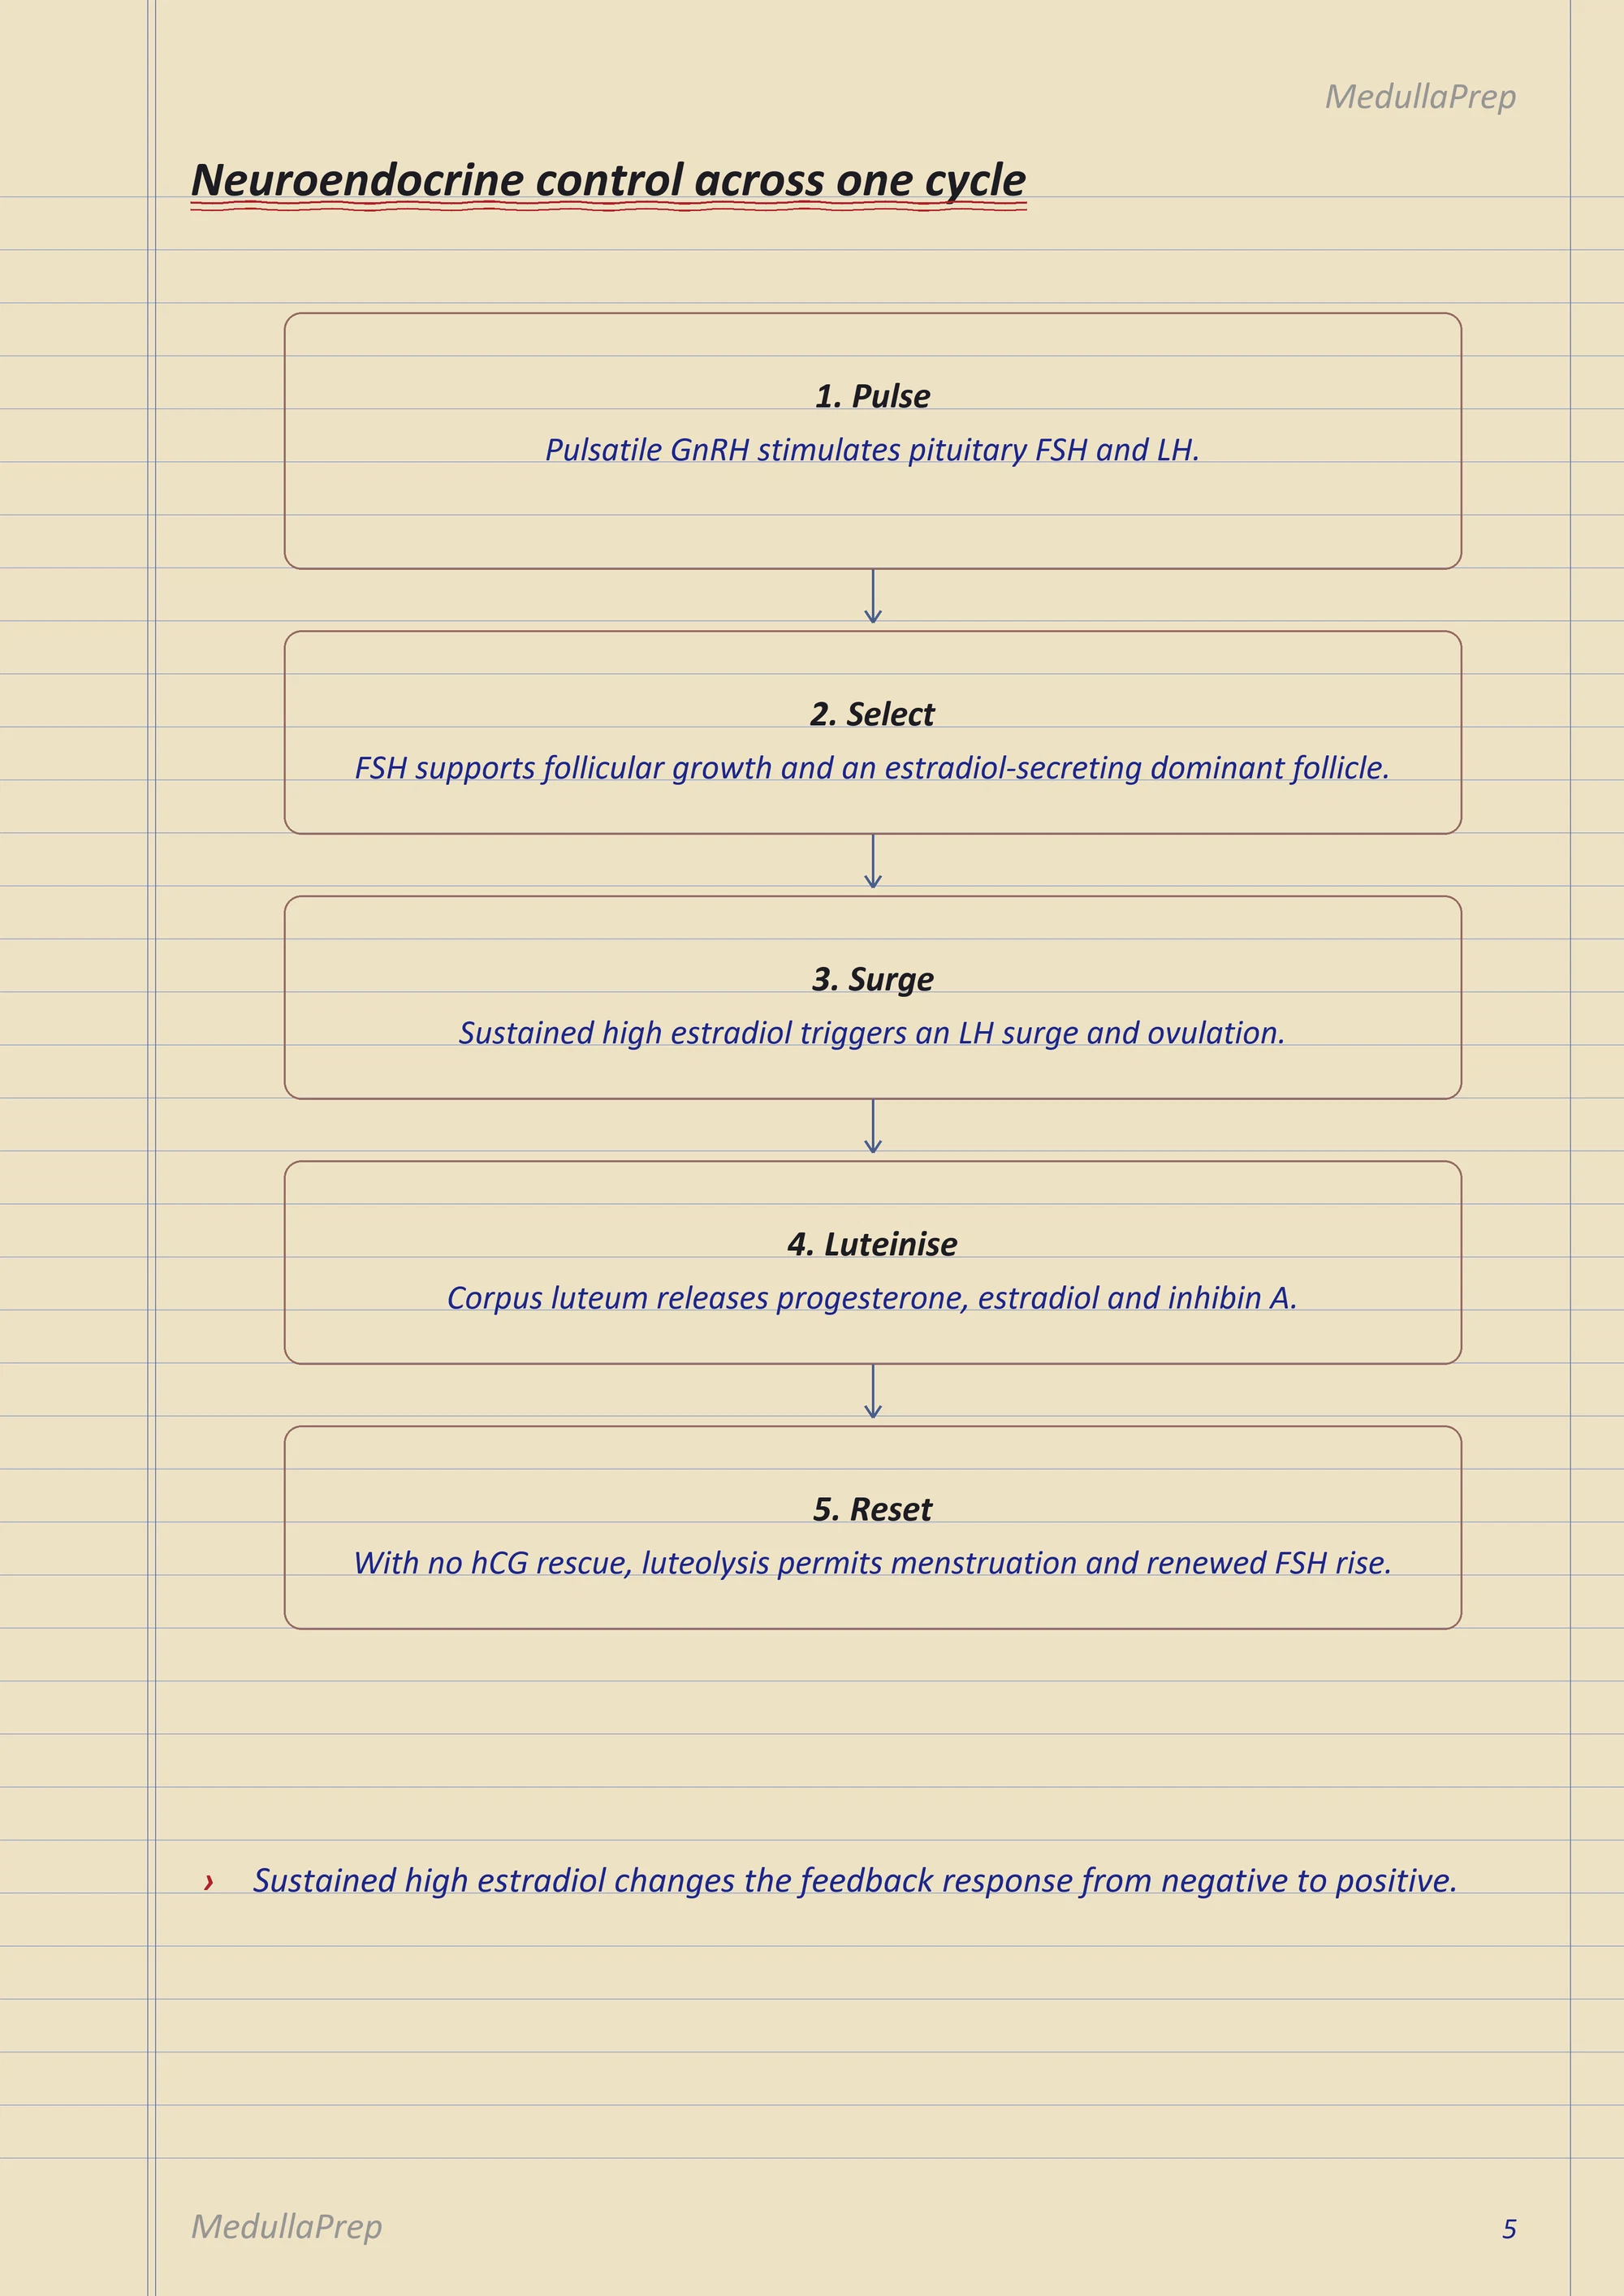 MedullaPrep
Neuroendocrine control across one cycle
1. Pulse
Pulsatile GnRH stimulates pituitary FSH and LH.
2. Select
FSH supports follicular growth and an estradiol-secreting dominant follicle.
3. Surge
Sustained high estradiol triggers an LH surge and ovulation.
4. Luteinise
Corpus luteum releases progesterone, estradiol and inhibin A.
5. Reset
With no hCG rescue, luteolysis permits menstruation and renewed FSH rise.
› Sustained high estradiol changes the feedback response from negative to positive.
MedullaPrep
5